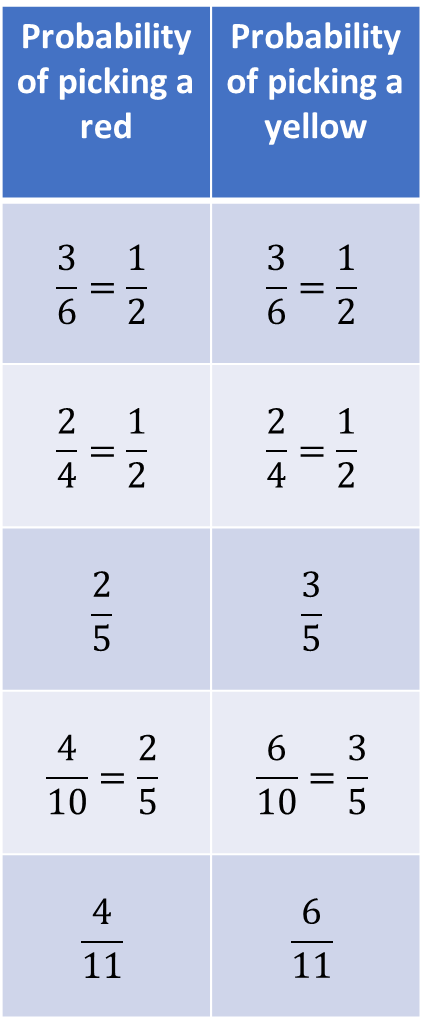 Probability of picking a red | Probability of picking a yellow
3/6 = 1/2 | 3/6 = 1/2
2/4 = 1/2 | 2/4 = 1/2
2/5 | 3/5
4/10 = 2/5 | 6/10 = 3/5
4/11 | 6/11